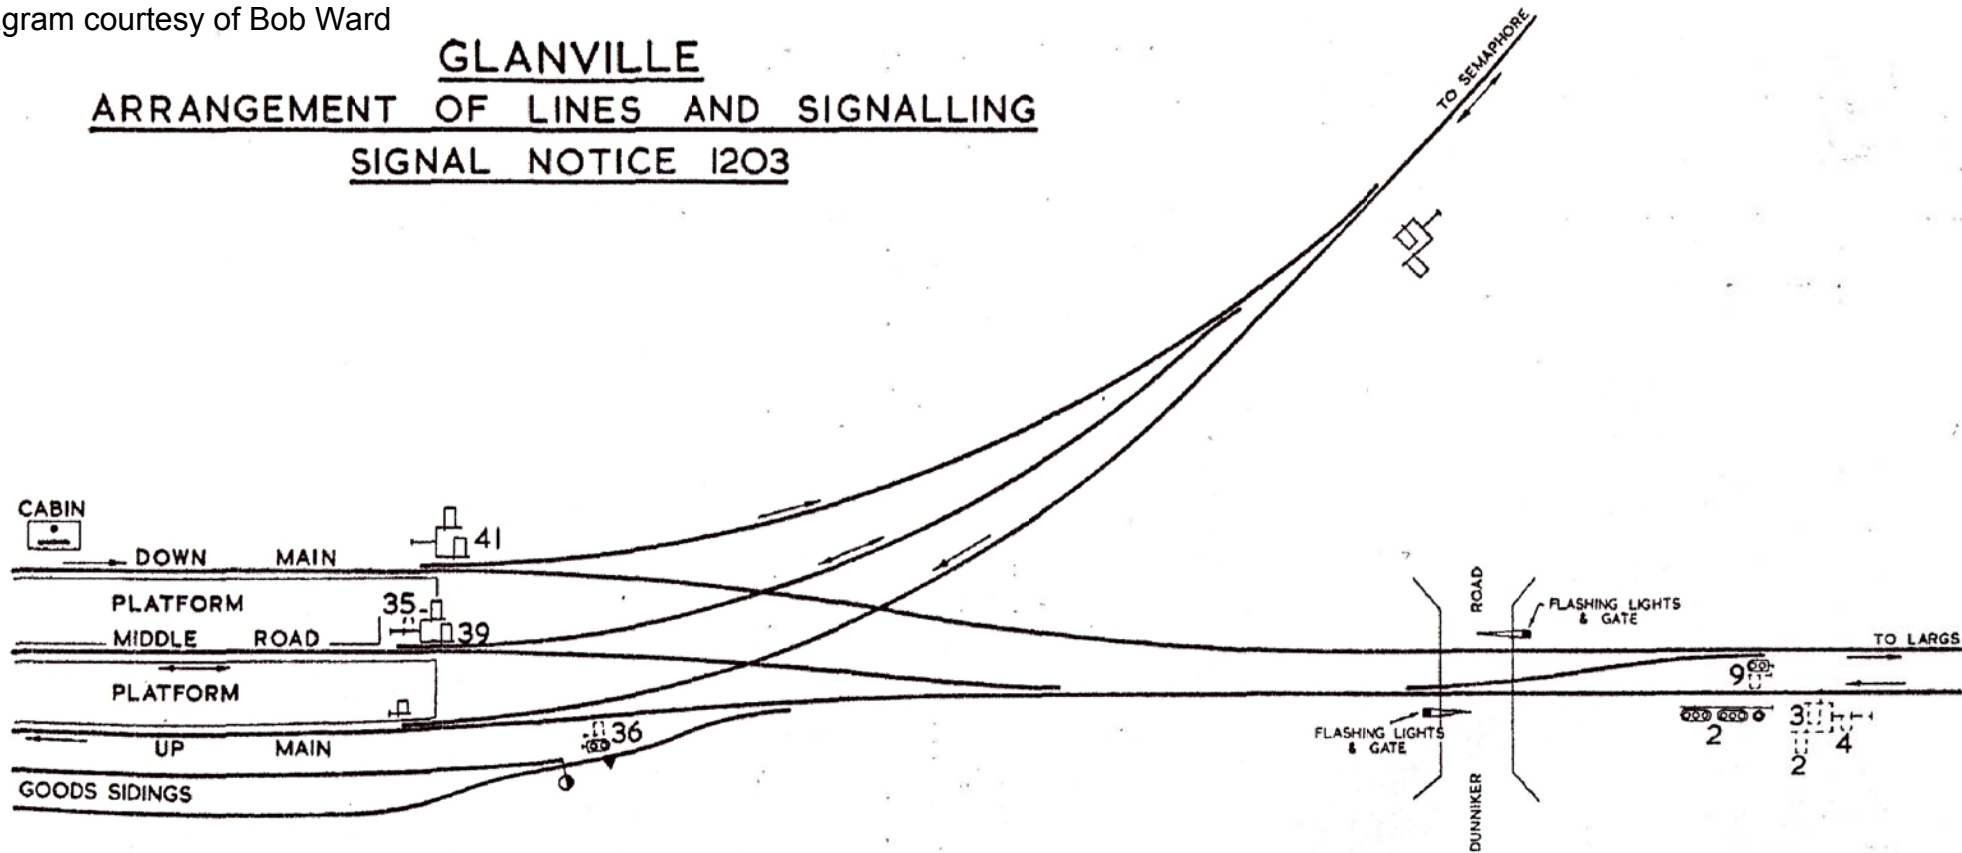 gram courtesy of Bob Ward
GLANVILLE
ARRANGEMENT OF LINES AND SIGNALLING
SIGNAL NOTICE 1203
TO SEMAPHORE
CABIN
41
DOWN MAIN
PLATFORM
35
39
MIDDLE ROAD
PLATFORM
36
UP MAIN
GOODS SIDINGS
ROAD
FLASHING LIGHTS
& GATE
TO LARGS
9
FLASHING LIGHTS
& GATE
2
3
4
2
DUNNIKER